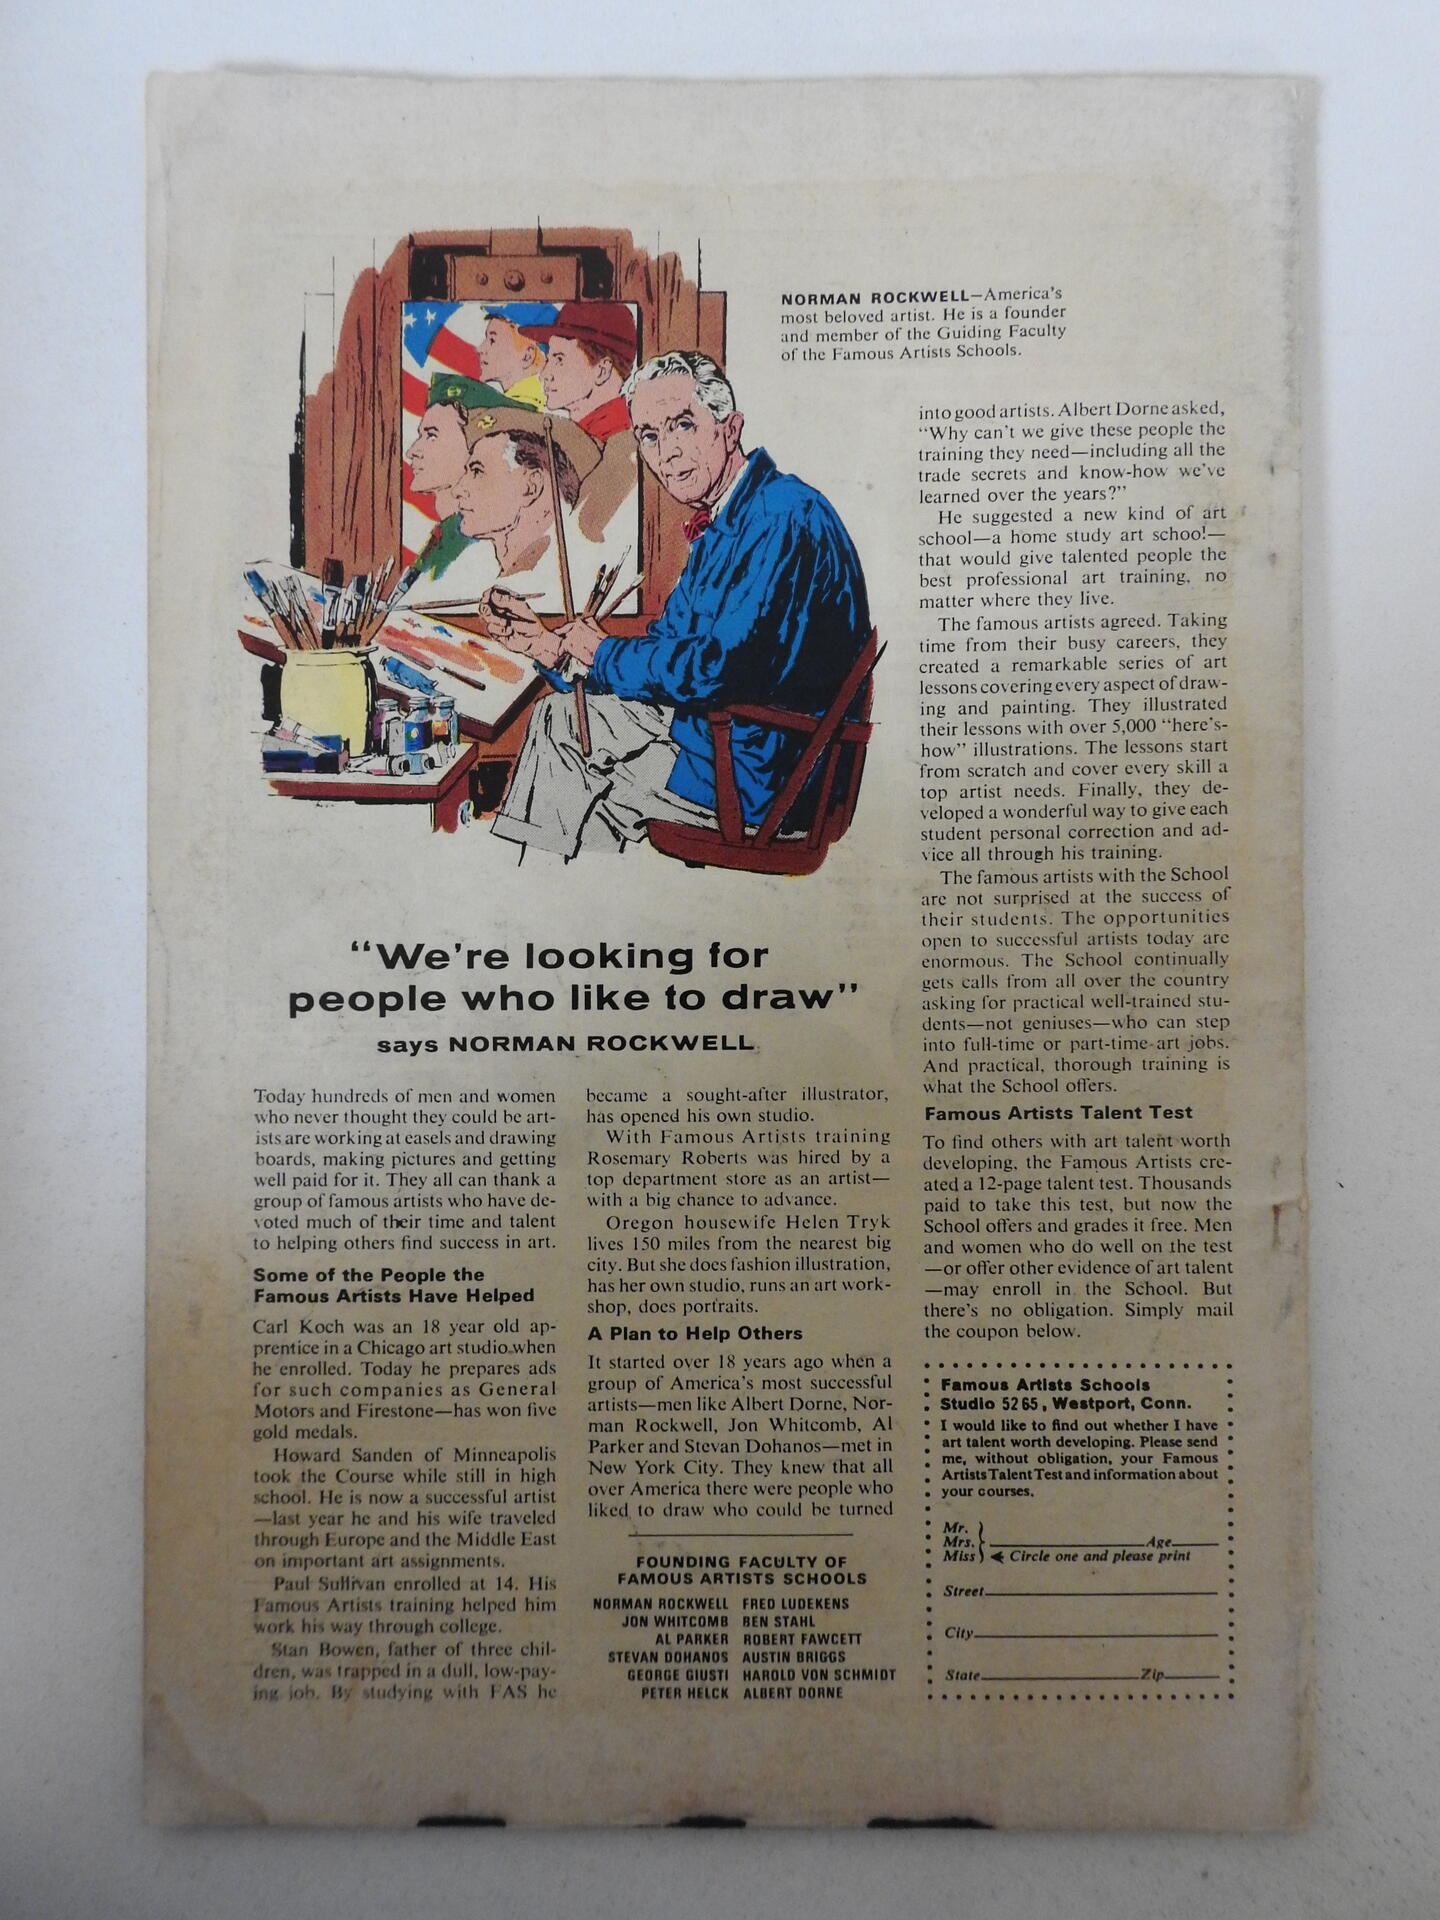 NORMAN ROCKWELL—America's
most beloved artist. He is a founder
and member of the Guiding Faculty
of the Famous Artists Schools.
"We're looking for
people who like to draw"
says NORMAN ROCKWELL
Today hundreds of men and women
who never thought they could be art-
ists are working at easels and drawing
boards, making pictures and getting
well paid for it. They all can thank a
group of famous artists who have de-
voted much of their time and talent
to helping others find success in art.
Some of the People the
Famous Artists Have Helped
Carl Koch was an 18 year old ap-
prentice in a Chicago art studio when
he enrolled. Today he prepares ads
for such companies as General
Motors and Firestone—has won five
gold medals.
Howard Sanden of Minneapolis
took the Course while still in high
school. He is now a successful artist
—last year he and his wife traveled
through Europe and the Middle East
on important art assignments.
Paul Sullivan enrolled at 14. His
Famous Artists training helped him
work his way through college.
Stan Bowen, father of three chil-
dren, was trapped in a dull, low-pay-
ing job. By studying with FAS he
became a sought-after illustrator,
has opened his own studio.
With Famous Artists training
Rosemary Roberts was hired by a
top department store as an artist—
with a big chance to advance.
Oregon housewife Helen Tryk
lives 150 miles from the nearest big
city. But she does fashion illustration,
has her own studio, runs an art work-
shop, does portraits.
A Plan to Help Others
It started over 18 years ago when a
group of America's most successful
artists—men like Albert Dorne, Nor-
man Rockwell, Jon Whitcomb, Al
Parker and Stevan Dohanos—met in
New York City. They knew that all
over America there were people who
liked to draw who could be turned
FOUNDING FACULTY OF
FAMOUS ARTISTS SCHOOLS
NORMAN ROCKWELL FRED LUDEKENS
JON WHITCOMB BEN STAHL
AL PARKER ROBERT FAWCETT
STEVAN DOHANOS AUSTIN BRIGGS
GEORGE GIUSTI HAROLD VON SCHMIDT
PETER HELCK ALBERT DORNE
into good artists. Albert Dorne asked,
"Why can't we give these people the
training they need—including all the
trade secrets and know-how we've
learned over the years?"
He suggested a new kind of art
school—a home study art school—
that would give talented people the
best professional art training, no
matter where they live.
The famous artists agreed. Taking
time from their busy careers, they
created a remarkable series of art
lessons covering every aspect of draw-
ing and painting. They illustrated
their lessons with over 5,000 "here's-
how" illustrations. The lessons start
from scratch and cover every skill a
top artist needs. Finally, they de-
veloped a wonderful way to give each
student personal correction and ad-
vice all through his training.
The famous artists with the School
are not surprised at the success of
their students. The opportunities
open to successful artists today are
enormous. The School continually
gets calls from all over the country
asking for practical well-trained stu-
dents—not geniuses—who can step
into full-time or part-time art jobs.
And practical, thorough training is
what the School offers.
Famous Artists Talent Test
To find others with art talent worth
developing, the Famous Artists cre-
ated a 12-page talent test. Thousands
paid to take this test, but now the
School offers and grades it free. Men
and women who do well on the test
—or offer other evidence of art talent
—may enroll in the School. But
there's no obligation. Simply mail
the coupon below.
Famous Artists Schools
Studio 5265, Westport, Conn.
I would like to find out whether I have
art talent worth developing. Please send
me, without obligation, your Famous
Artists Talent Test and information about
your courses.
Mr.
Mrs. Age
Miss Circle one and please print
Street
City
State Zip